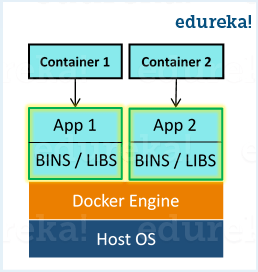 edureka!
Container 1 Container 2
App 1 App 2
BINS / LIBS BINS / LIBS
Docker Engine
Host OS